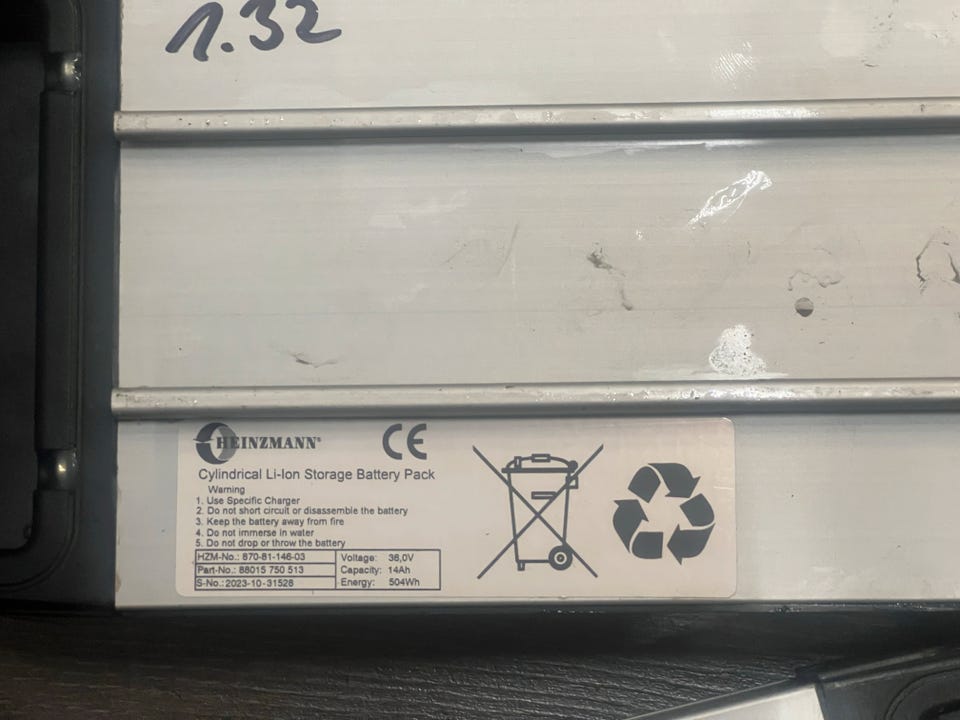 1.32
HEINZMANN®
CE
Cylindrical Li-Ion Storage Battery Pack
Warning
1. Use Specific Charger
2. Do not short circuit or disassemble the battery
3. Keep the battery away from fire
4. Do not immerse in water
5. Do not drop or throw the battery
HZM-No.: 870-81-146-03 Voltage: 36,0V
Part-No.: 88015 750 513 Capacity: 14Ah
S-No.: 2023-10-31528 Energy: 504Wh